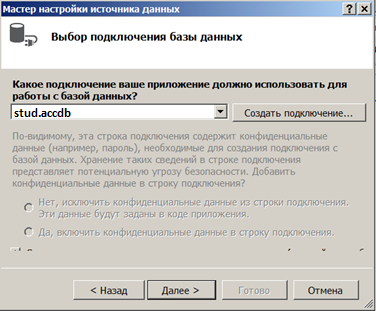 Мастер настройки источника данных
Выбор подключения базы данных
Какое подключение ваше приложение должно использовать для
работы с базой данных?
stud.accdb
Создать подключение...
По-видимому, эта строка подключения содержит конфиденциальные
данные (например, пароль), необходимые для создания подключения с
базой данных. Хранение таких сведений в строке подключения
представляет потенциальную угрозу безопасности. Добавить
конфиденциальные данные в строку подключения?
Нет, исключить конфиденциальные данные из строки подключения.
Эти данные будут заданы в коде приложения.
Да, включить конфиденциальные данные в строку подключения.
< Назад
Далее >
Готово
Отмена